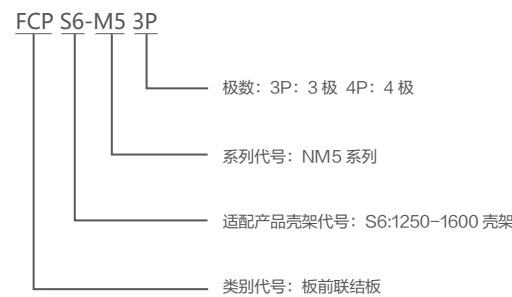 FCP S6-M5 3P
极数：3P：3 极 4P：4 极
系列代号：NM5 系列
适配产品壳架代号：S6:1250-1600 壳架
类别代号：板前联结板